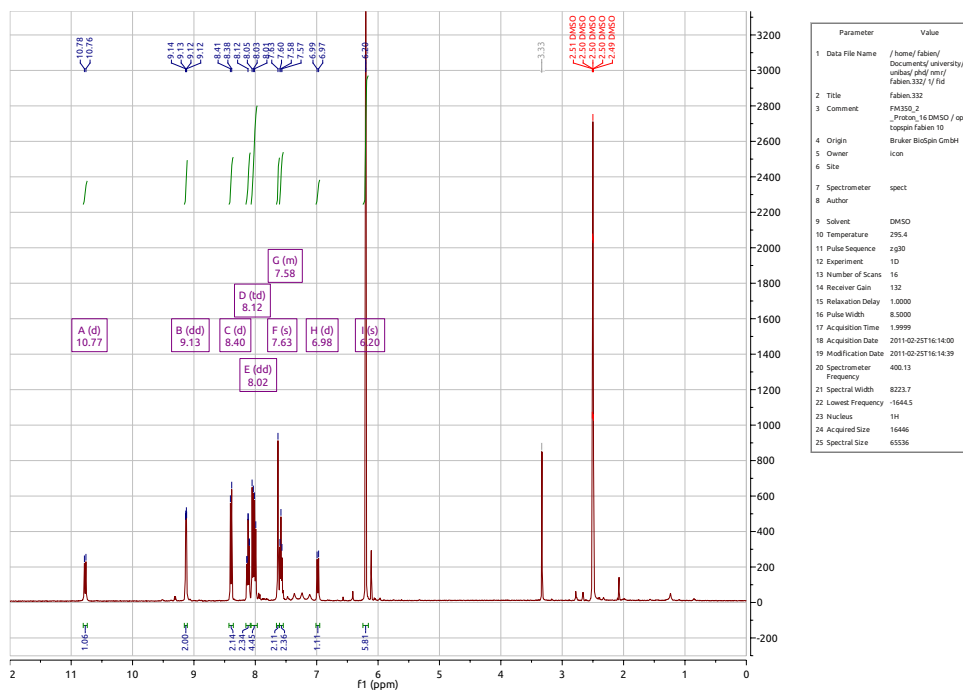 10.78
10.76
9.14
9.13
9.12
9.12
8.41
8.38
8.12
8.05
8.03
8.01
7.63
7.60
7.58
7.57
6.99
6.97
6.20
3.33
2.51 DMSO
2.50 DMSO
2.50 DMSO
2.50 DMSO
2.49 DMSO
G (m)
7.58
D (td)
8.12
A (d)
10.77
B (dd)
9.13
C (d)
8.40
F (s)
7.63
H (d)
6.98
I (s)
6.20
E (dd)
8.02
3200
3000
2800
2600
2400
2200
2000
1800
1600
1400
1200
1000
800
600
400
200
0
-200
1.06
2.00
2.14
2.34
4.45
2.11
2.36
1.11
5.81
12 11 10 9 8 7 6 5 4 3 2 1 0
f1 (ppm)
Parameter Value
1 Data File Name / home/ fabien/
Documents/ university/
unibas/ phd/ nmr/
fabien.332/ 1/ fid
2 Title fabien.332
3 Comment FM350_2
_Proton_16 DMSO / op
topspin fabien 10
4 Origin Bruker BioSpin GmbH
5 Owner icon
6 Site
7 Spectrometer spect
8 Author
9 Solvent DMSO
10 Temperature 295.4
11 Pulse Sequence zg30
12 Experiment 1D
13 Number of Scans 16
14 Receiver Gain 132
15 Relaxation Delay 1.0000
16 Pulse Width 8.5000
17 Acquisition Time 1.9999
18 Acquisition Date 2011-02-25T16:14:00
19 Modification Date 2011-02-25T16:14:39
20 Spectrometer 400.13
Frequency
21 Spectral Width 8223.7
22 Lowest Frequency -1644.5
23 Nucleus 1H
24 Acquired Size 16446
25 Spectral Size 65536